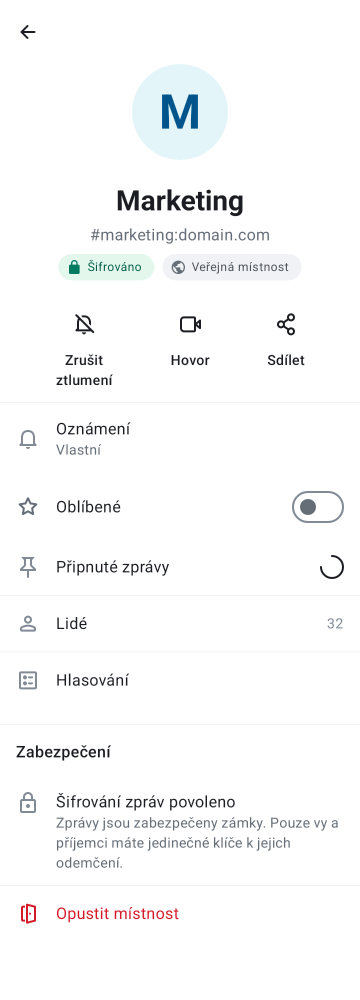 M
Marketing
#marketing:domain.com
Šifrováno
Veřejná místnost
Zrušit
ztlumení
Hovor
Sdílet
Oznámení
Vlastní
Oblíbené
Připnuté zprávy
Lidé
32
Hlasování
Zabezpečení
Šifrování zpráv povoleno
Zprávy jsou zabezpečeny zámky. Pouze vy a
příjemci máte jedinečné klíče k jejich
odemčení.
Opustit místnost